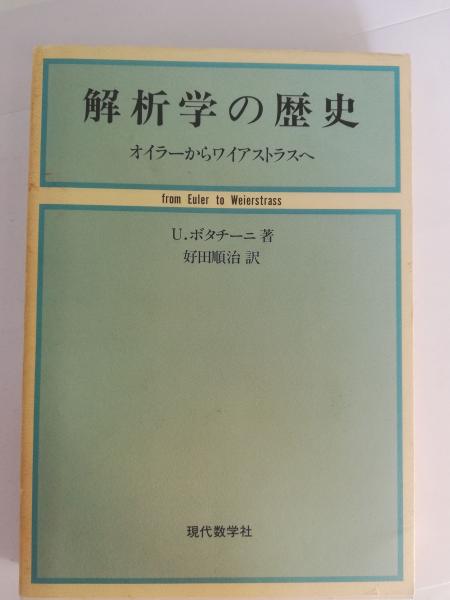 解析学の歴史
オイラーからワイアストラスへ
from Euler to Weierstrass
U.ボタチーニ 著
好田順治 訳
現代数学社